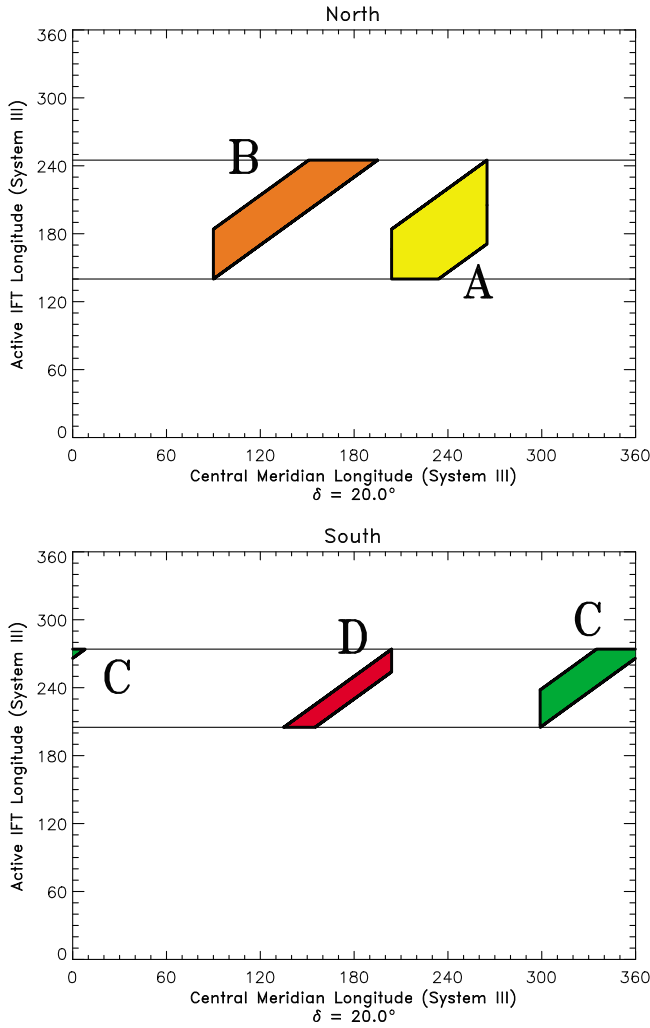 North
360
300
240
180
120
60
0
Active IFT Longitude (System III)
B
A
0 60 120 180 240 300 360
Central Meridian Longitude (System III)
δ = 20.0°
South
360
300
240
180
120
60
0
Active IFT Longitude (System III)
C
D
C
0 60 120 180 240 300 360
Central Meridian Longitude (System III)
δ = 20.0°